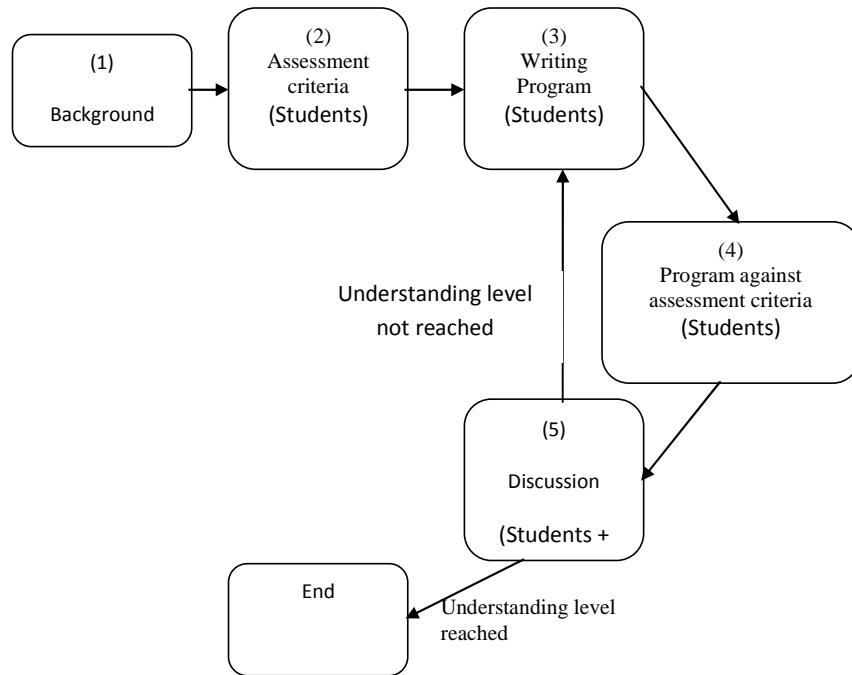 (1)
Background
(2)
Assessment
criteria
(Students)
(3)
Writing
Program
(Students)
(4)
Program against
assessment criteria
(Students)
Understanding level
not reached
(5)
Discussion
(Students +
End
Understanding level
reached